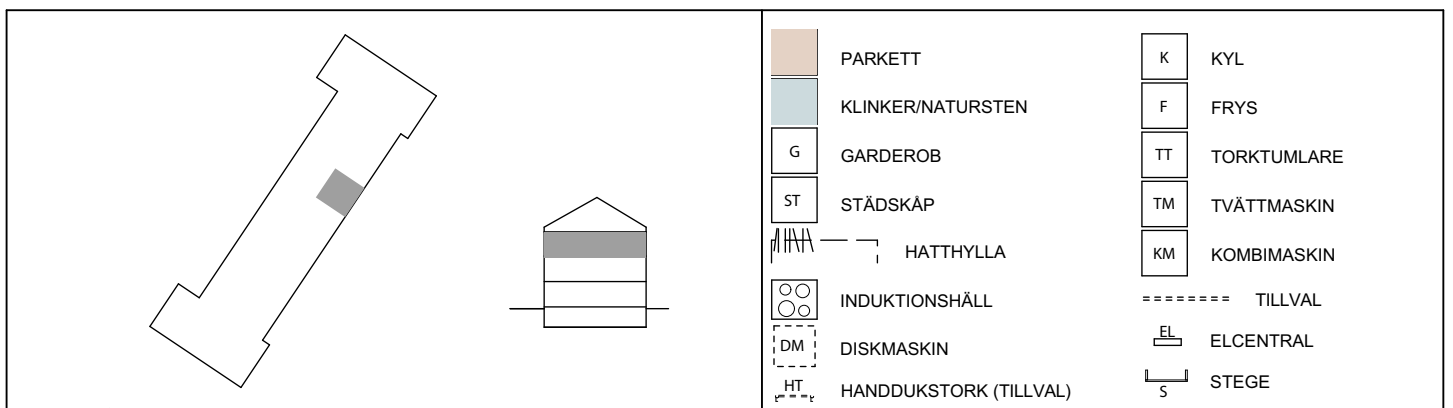 PARKETT
KLINKER/NATURSTEN
G GARDEROB
ST STÄDSKÅP
HATTHYLLA
INDUKTIONSHÄLL
DM DISKMASKIN
HT HANDDUKSTORK (TILLVAL)
K KYL
F FRYS
TT TORKTUMLARE
TM TVÄTTMASKIN
KM KOMBIMASKIN
TILLVAL
EL ELCENTRAL
S STEGE